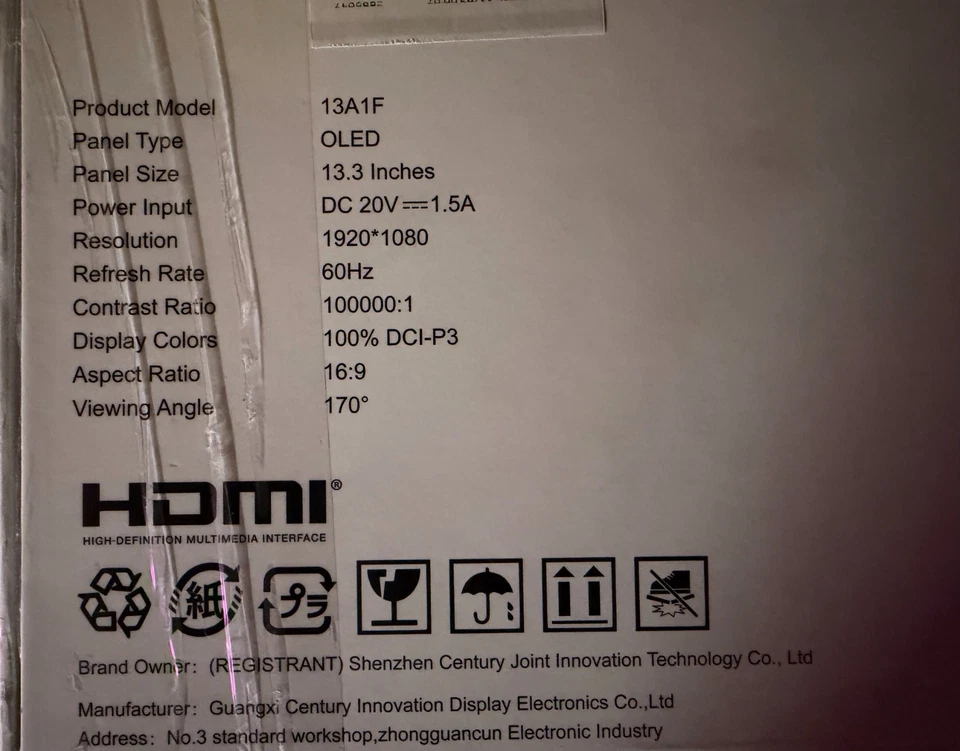 Product Model 13A1F
Panel Type OLED
Panel Size 13.3 Inches
Power Input DC 20V⎓1.5A
Resolution 1920*1080
Refresh Rate 60Hz
Contrast Ratio 100000:1
Display Colors 100% DCI-P3
Aspect Ratio 16:9
Viewing Angle 170°
HDMI®
HIGH-DEFINITION MULTIMEDIA INTERFACE
紙 プラ
Brand Owner: (REGISTRANT) Shenzhen Century Joint Innovation Technology Co., Ltd
Manufacturer: Guangxi Century Innovation Display Electronics Co.,Ltd
Address: No.3 standard workshop,zhongguancun Electronic Industry